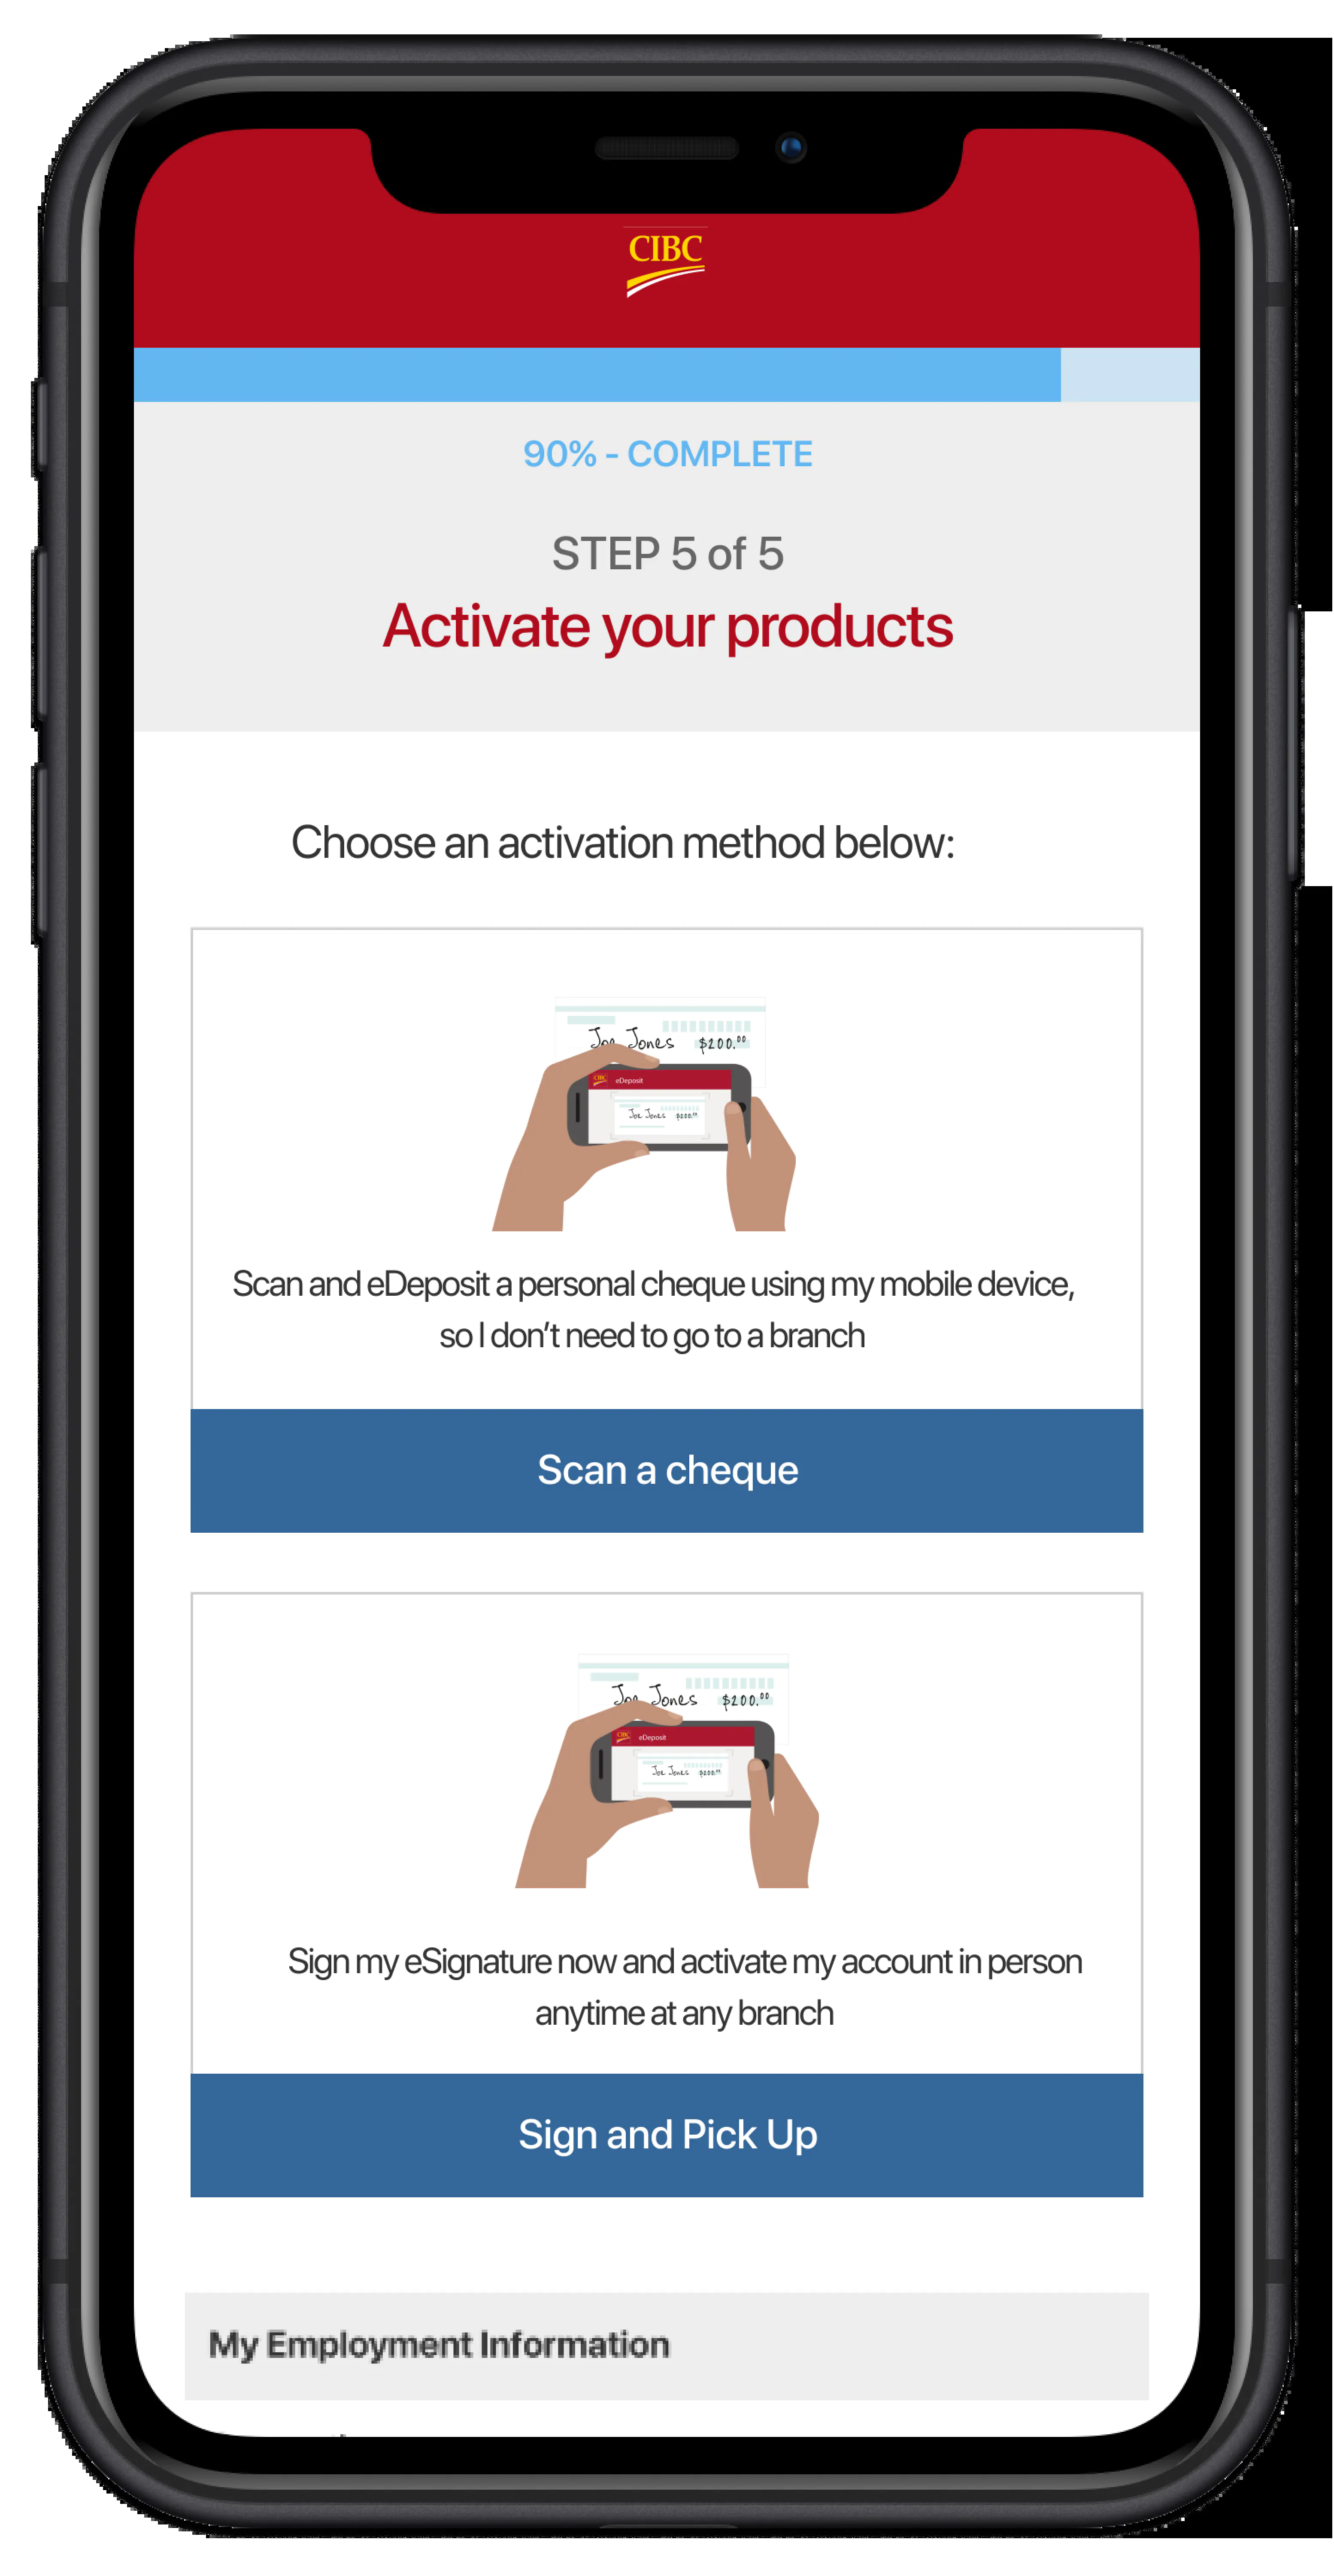 CIBC
90% - COMPLETE
STEP 5 of 5
Activate your products
Choose an activation method below:
Joe Jones $200.00
CIBC eDeposit
Joe Jones $200.00
Scan and eDeposit a personal cheque using my mobile device,
so I don't need to go to a branch
Scan a cheque
Joe Jones $200.00
CIBC eDeposit
Joe Jones $200.00
Sign my eSignature now and activate my account in person
anytime at any branch
Sign and Pick Up
My Employment Information